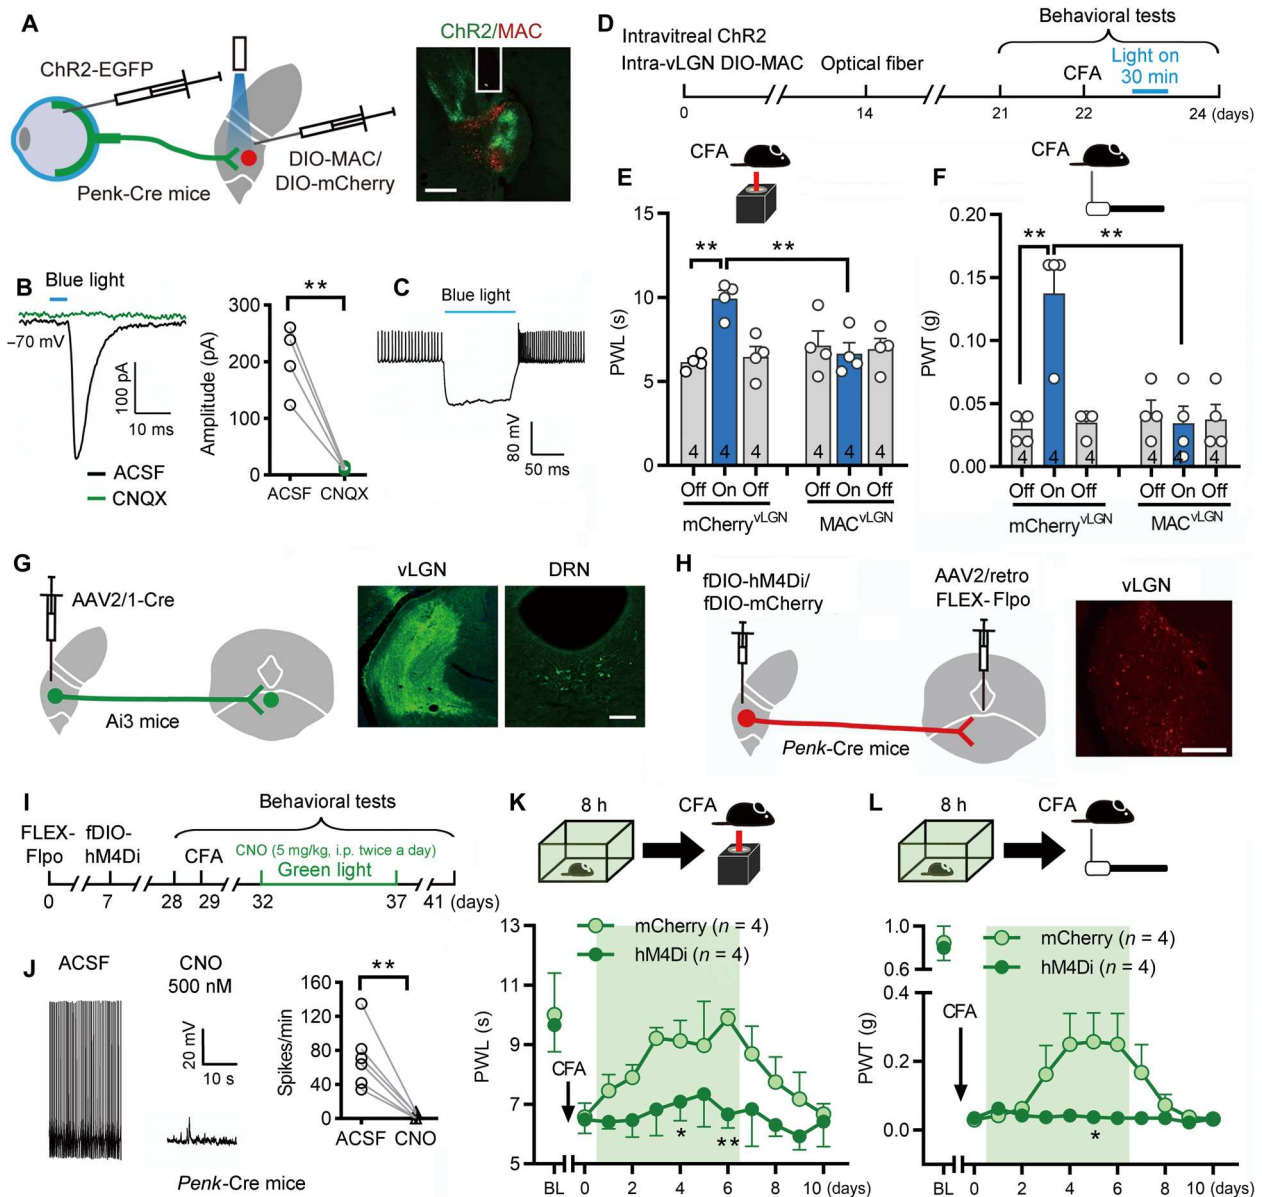 A
ChR2-EGFP
DIO-MAC/
DIO-mCherry
Penk-Cre mice
ChR2/MAC
D
Intravitreal ChR2
Intra-vLGN DIO-MAC
Optical fiber
Behavioral tests
CFA
Light on
30 min
0
14
21
22
24 (days)
B
Blue light
−70 mV
100 pA
10 ms
ACSF
CNQX
**
Amplitude (pA)
300
200
100
0
ACSF
CNQX
C
Blue light
80 mV
50 ms
E
CFA
PWL (s)
15
10
5
0
**
**
4
4
4
4
4
4
Off
On
Off
Off
On
Off
mCherry^vLGN
MAC^vLGN
F
CFA
PWT (g)
0.20
0.15
0.10
0.05
0.00
**
**
4
4
4
4
4
4
Off
On
Off
Off
On
Off
mCherry^vLGN
MAC^vLGN
G
AAV2/1-Cre
Ai3 mice
vLGN
DRN
H
fDIO-hM4Di/
fDIO-mCherry
AAV2/retro
FLEX-Flpo
Penk-Cre mice
vLGN
I
Behavioral tests
FLEX-
Flpo
fDIO-
hM4Di
CFA
CNO (5 mg/kg, i.p. twice a day)
Green light
0
7
28
29
32
37
41 (days)
J
ACSF
CNO
500 nM
20 mV
10 s
Penk-Cre mice
**
Spikes/min
160
120
80
40
0
ACSF
CNO
K
8 h
CFA
mCherry (n = 4)
hM4Di (n = 4)
PWL (s)
13
11
9
7
5
CFA
*
**
BL
0
2
4
6
8
10 (days)
L
8 h
CFA
mCherry (n = 4)
hM4Di (n = 4)
PWT (g)
1.0
0.6
0.4
0.2
0.0
CFA
*
BL
0
2
4
6
8
10 (days)